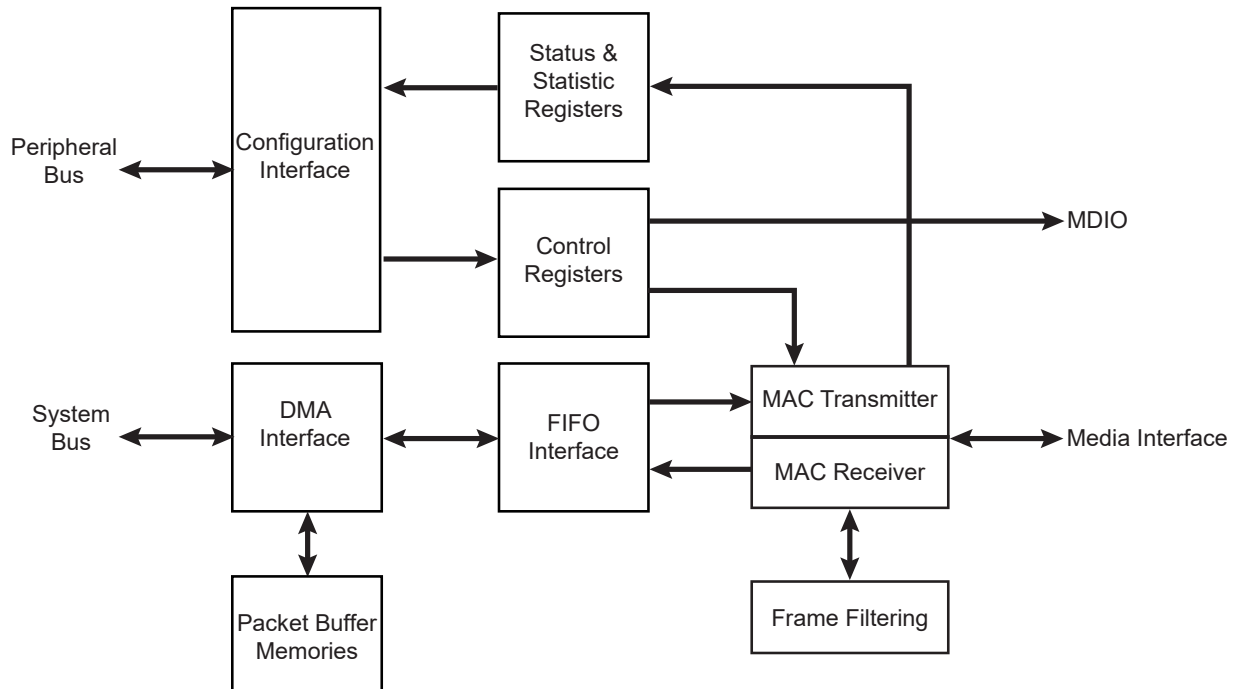 Status &
Statistic
Registers
Peripheral
Bus
Configuration
Interface
Control
Registers
MDIO
System
Bus
DMA
Interface
FIFO
Interface
MAC Transmitter
MAC Receiver
Media Interface
Packet Buffer
Memories
Frame Filtering